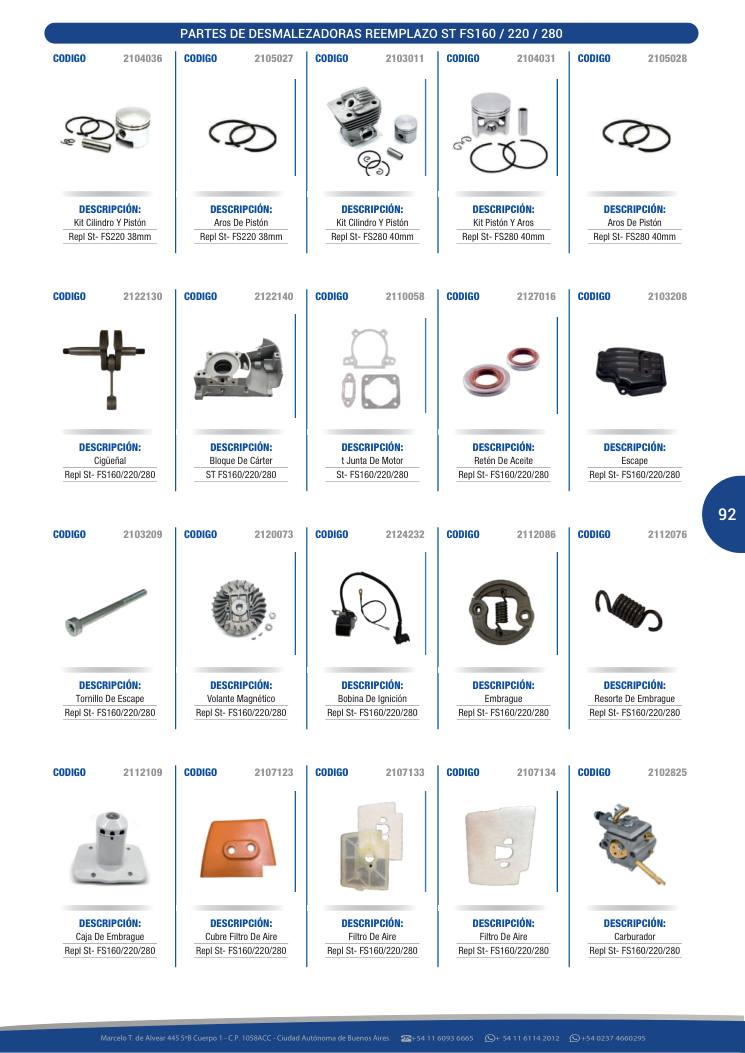 PARTES DE DESMALEZADORAS REEMPLAZO ST FS160 / 220 / 280
CODIGO 2104036
DESCRIPCIÓN:
Kit Cilindro Y Pistón
Repl St- FS220 38mm
CODIGO 2105027
DESCRIPCIÓN:
Aros De Pistón
Repl St- FS220 38mm
CODIGO 2103011
DESCRIPCIÓN:
Kit Cilindro Y Pistón
Repl St- FS280 40mm
CODIGO 2104031
DESCRIPCIÓN:
Kit Pistón Y Aros
Repl St- FS280 40mm
CODIGO 2105028
DESCRIPCIÓN:
Aros De Pistón
Repl St- FS280 40mm
CODIGO 2122130
DESCRIPCIÓN:
Cigüeñal
Repl St- FS160/220/280
CODIGO 2122140
DESCRIPCIÓN:
Bloque De Cárter
ST FS160/220/280
CODIGO 2110058
DESCRIPCIÓN:
t Junta De Motor
St- FS160/220/280
CODIGO 2127016
DESCRIPCIÓN:
Retén De Aceite
Repl St- FS160/220/280
CODIGO 2103208
DESCRIPCIÓN:
Escape
Repl St- FS160/220/280
92
CODIGO 2103209
DESCRIPCIÓN:
Tornillo De Escape
Repl St- FS160/220/280
CODIGO 2120073
DESCRIPCIÓN:
Volante Magnético
Repl St- FS160/220/280
CODIGO 2124232
DESCRIPCIÓN:
Bobina De Ignición
Repl St- FS160/220/280
CODIGO 2112086
DESCRIPCIÓN:
Embrague
Repl St- FS160/220/280
CODIGO 2112076
DESCRIPCIÓN:
Resorte De Embrague
Repl St- FS160/220/280
CODIGO 2112109
DESCRIPCIÓN:
Caja De Embrague
Repl St- FS160/220/280
CODIGO 2107123
DESCRIPCIÓN:
Cubre Filtro De Aire
Repl St- FS160/220/280
CODIGO 2107133
DESCRIPCIÓN:
Filtro De Aire
Repl St- FS160/220/280
CODIGO 2107134
DESCRIPCIÓN:
Filtro De Aire
Repl St- FS160/220/280
CODIGO 2102825
DESCRIPCIÓN:
Carburador
Repl St- FS160/220/280
Marcelo T. de Alvear 445 5ºB Cuerpo 1 - C.P. 1058ACC - Ciudad Autónoma de Buenos Aires +54 11 6093 6665 + 54 11 6114 2012 +54 0237 4660295